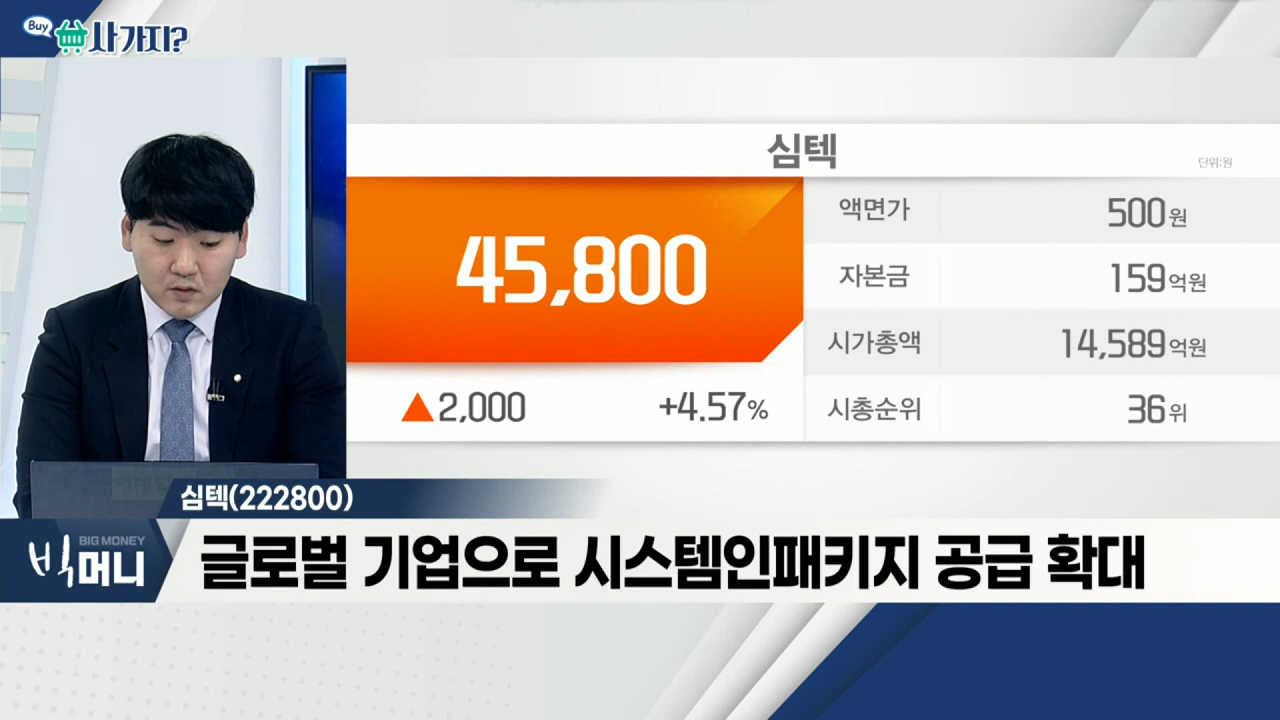 Buy 사가지?
심텍
단위:원
45,800
▲2,000 +4.57%
액면가 500원
자본금 159억원
시가총액 14,589억원
시총순위 36위
심텍(222800)
BIG MONEY
빅머니
글로벌 기업으로 시스템인패키지 공급 확대